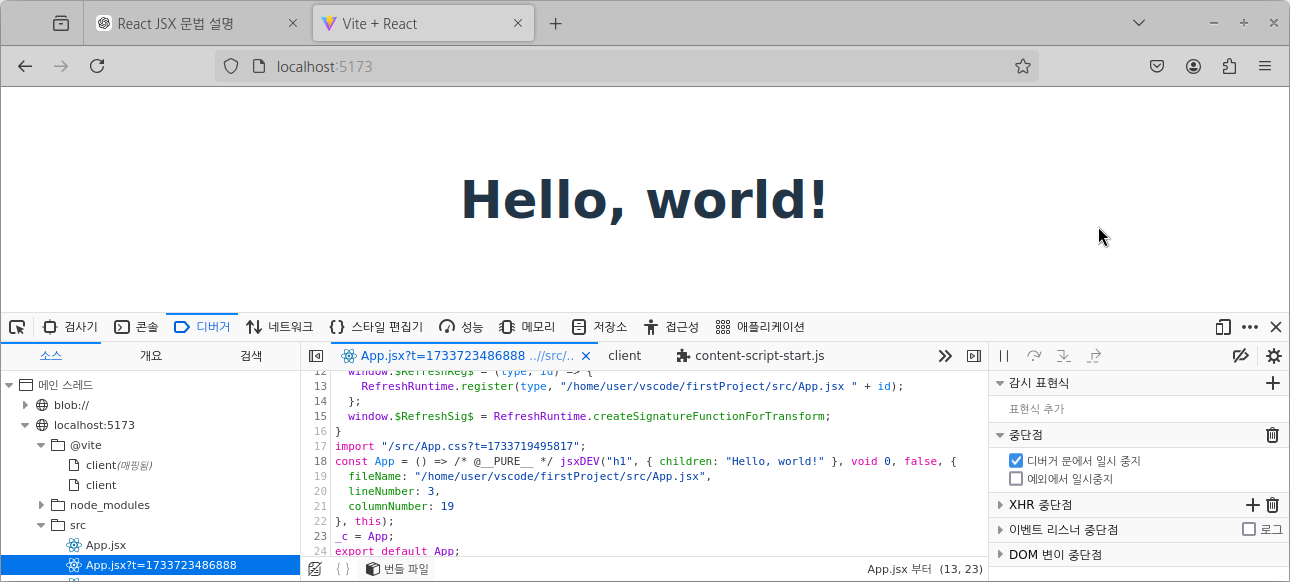 React JSX 문법 설명
Vite + React
localhost:5173
Hello, world!
검사기 콘솔 디버거 네트워크 스타일 편집기 성능 메모리 저장소 접근성 애플리케이션
소스 개요 검색
메인 스레드
blob://
localhost:5173
@vite
client(매핑됨)
client
node_modules
src
App.jsx
App.jsx?t=1733723486888
App.jsx?t=1733723486888 ..//src/.. client content-script-start.js
12 window.$RefreshReg$ = (type, id) => {
13 RefreshRuntime.register(type, "/home/user/vscode/firstProject/src/App.jsx " + id);
14 };
15 window.$RefreshSig$ = RefreshRuntime.createSignatureFunctionForTransform;
16 }
17 import "/src/App.css?t=1733719495817";
18 const App = () => /* @__PURE__ */ jsxDEV("h1", { children: "Hello, world!" }, void 0, false, {
19 fileName: "/home/user/vscode/firstProject/src/App.jsx",
20 lineNumber: 3,
21 columnNumber: 19
22 }, this);
23 _c = App;
24 export default App;
{ } 번들 파일 App.jsx 부터 (13, 23)
감시 표현식
표현식 추가
중단점
디버거 문에서 일시 중지
예외에서 일시중지
XHR 중단점
이벤트 리스너 중단점 로그
DOM 변이 중단점